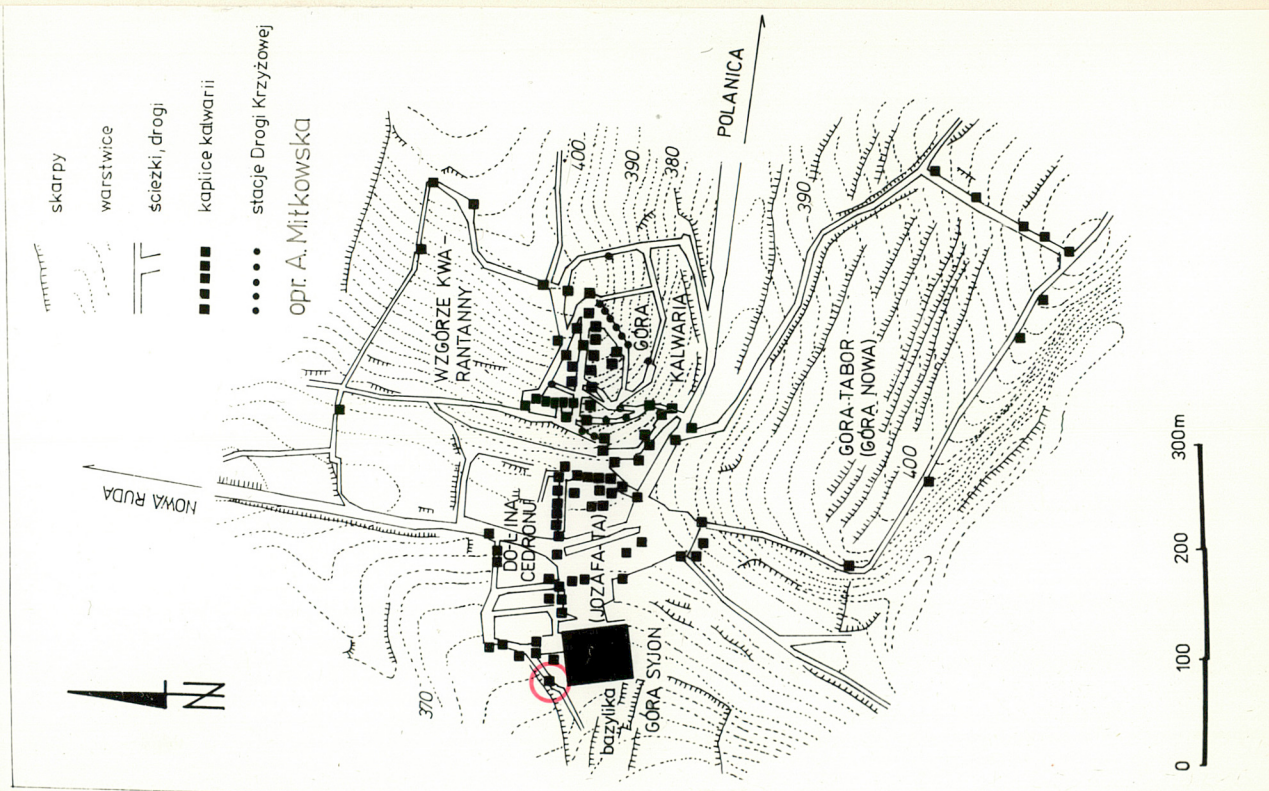 skarpy
warstwice
ścieżki, drogi
kaplice kalwarii
stacje Drogi Krzyżowej
opr. A. Mitkowska
N
NOWA RUDA
POLANICA
WZGÓRZE KWA-
RANTANNY
400
390
380
390
GÓRA
KALWARIA
DOLINA
CEDRONU
(JOZAFATA)
GÓRA TABOR
(GÓRA NOWA)
400
370
bazylika
GÓRA SYJON
0 100 200 300m